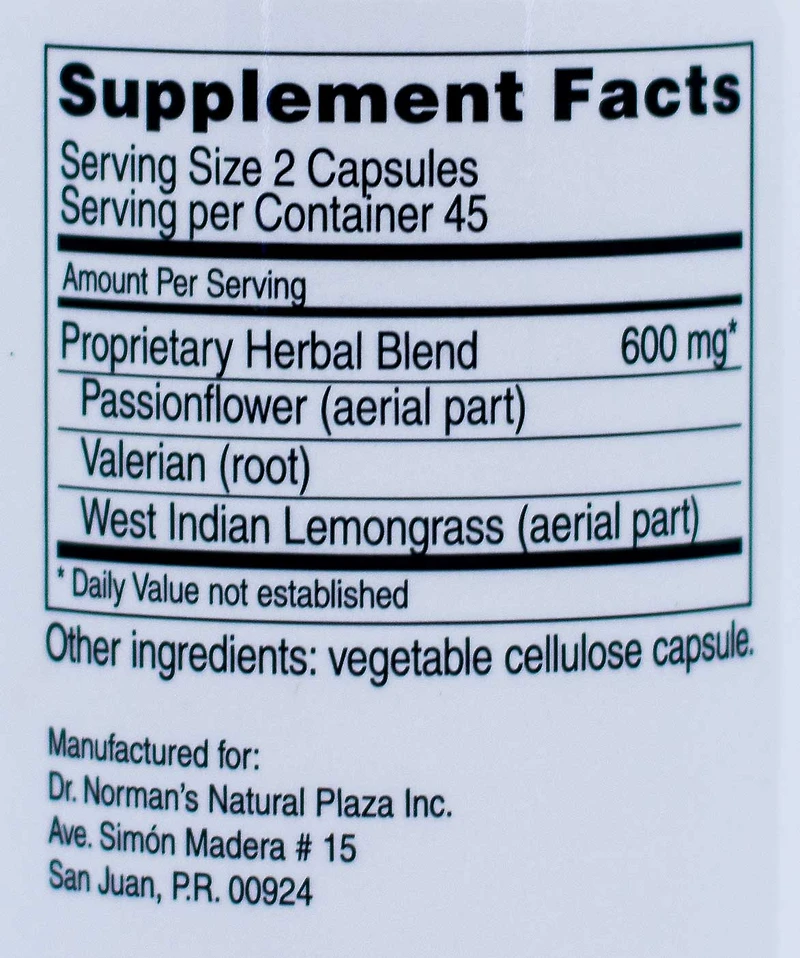 Supplement Facts
Serving Size 2 Capsules
Serving per Container 45
Amount Per Serving
Proprietary Herbal Blend 600 mg*
Passionflower (aerial part)
Valerian (root)
West Indian Lemongrass (aerial part)
* Daily Value not established
Other ingredients: vegetable cellulose capsule.
Manufactured for:
Dr. Norman's Natural Plaza Inc.
Ave. Simón Madera # 15
San Juan, P.R. 00924